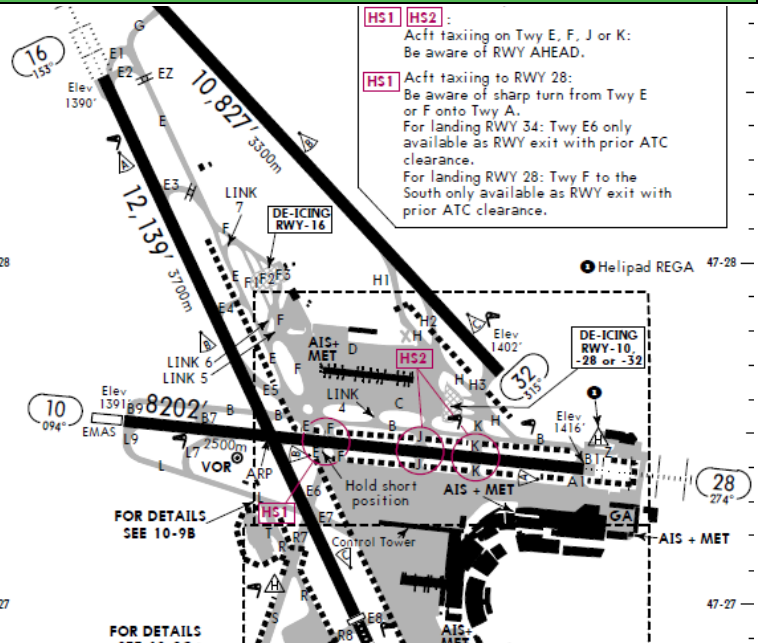 HS1 HS2 :
Acft taxiing on Twy E, F, J or K:
Be aware of RWY AHEAD.
HS1 Acft taxiing to RWY 28:
Be aware of sharp turn from Twy E
or F onto Twy A.
For landing RWY 34: Twy E6 only
available as RWY exit with prior ATC
clearance.
For landing RWY 28: Twy F to the
South only available as RWY exit with
prior ATC clearance.
G
16
153°
E1
E2
EZ
Elev
1390'
10,827'
3300m
B
E
A
12,139'
3700m
E3
LINK
7
DE-ICING
RWY-16
F
E
F1
F2
F3
47-28
28
1 Helipad REGA
H1
E4
F
H2
C
Elev
1402'
B
AIS+
MET
D
H
HS2
DE-ICING
RWY-10,
-28 or -32
LINK 6
LINK 5
E
F
32
315°
H
H3
1
Elev
1391'
10
094°
EMAS
B9
8202'
B7
B
E5
B
LINK
4
C
B
K
H
Elev
1416'
H
L9
L7
2500m
E
F
J
K
B
B1
Z
L
VOR
ARP
B
E
F
J
K
A
A1
28
274°
E6
Hold short
position
AIS + MET
HS1
E7
GA
FOR DETAILS
SEE 10-9B
Control Tower
AIS + MET
T
R
R7
C
H
R
S
E8
R8
27
47-27
FOR DETAILS
AIS+
MET